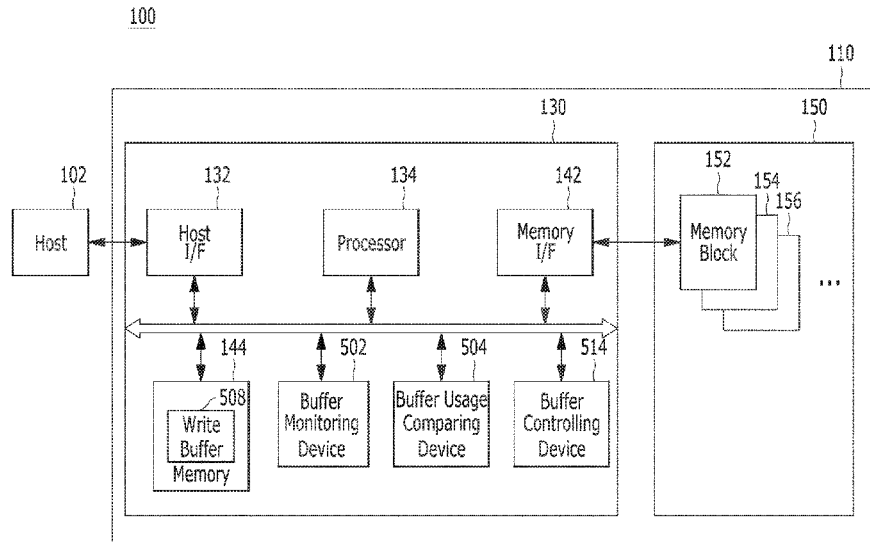 100
110
130
150
102
132
134
142
152
154
156
Host
Host
I/F
Processor
Memory
I/F
Memory
Block
...
144
502
504
514
508
Write
Buffer
Memory
Buffer
Monitoring
Device
Buffer Usage
Comparing
Device
Buffer
Controlling
Device